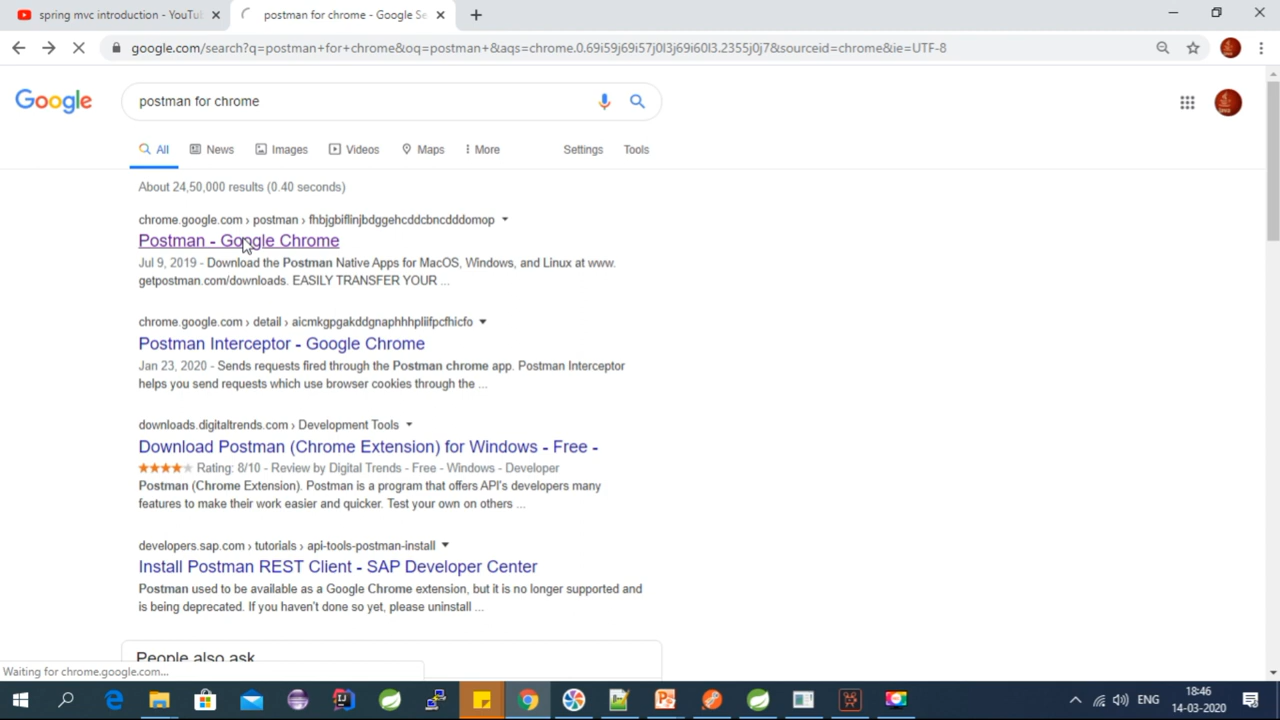 spring mvc introduction - YouTu
postman for chrome - Google Se
google.com/search?q=postman+for+chrome&oq=postman+&aqs=chrome.0.69i59j69i57j0l3j69i60l3.2355j0j7&sourceid=chrome&ie=UTF-8
Google
postman for chrome
All
News
Images
Videos
Maps
More
Settings
Tools
About 24,50,000 results (0.40 seconds)
chrome.google.com › postman › fhbjgbiflinjbdggehcddcbncdddomop
Postman - Google Chrome
Jul 9, 2019 - Download the Postman Native Apps for MacOS, Windows, and Linux at www.
getpostman.com/downloads. EASILY TRANSFER YOUR ...
chrome.google.com › detail › aicmkgpgakddgnaphhhpliifpcfhicfo
Postman Interceptor - Google Chrome
Jan 23, 2020 - Sends requests fired through the Postman chrome app. Postman Interceptor
helps you send requests which use browser cookies through the ...
downloads.digitaltrends.com › Development Tools
Download Postman (Chrome Extension) for Windows - Free -
Rating: 8/10 - Review by Digital Trends - Free - Windows - Developer
Postman (Chrome Extension). Postman is a program that offers API's developers many
features to make their work easier and quicker. Test your own on others ...
developers.sap.com › tutorials › api-tools-postman-install
Install Postman REST Client - SAP Developer Center
Postman used to be available as a Google Chrome extension, but it is no longer supported and
is being deprecated. If you haven't done so yet, please uninstall ...
People also ask
Waiting for chrome.google.com...
ENG
18:46
14-03-2020